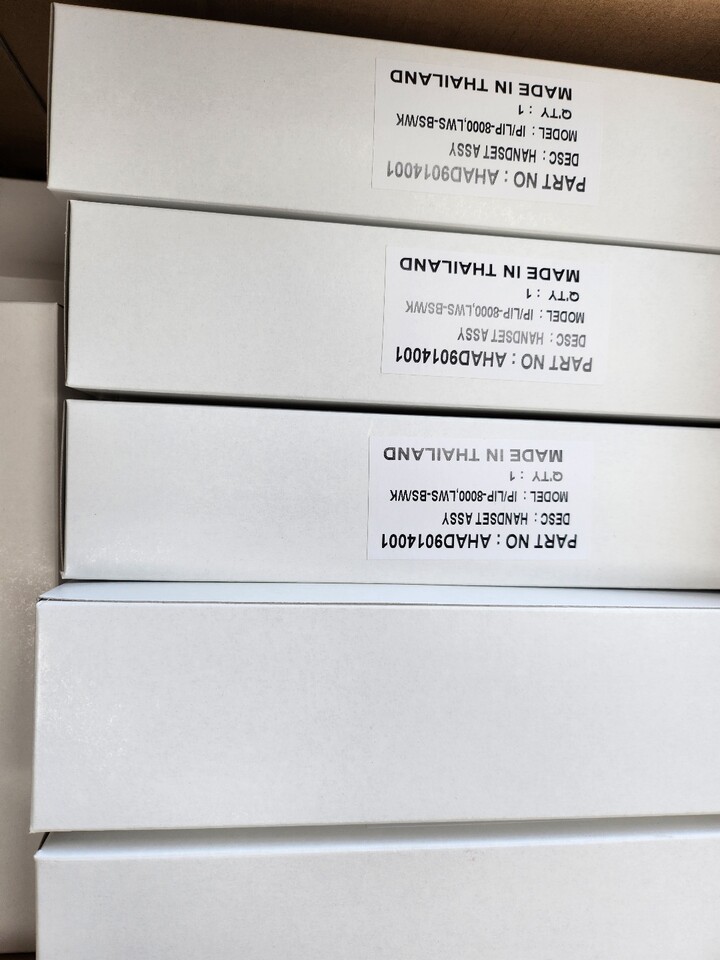 PART NO : AHAD9014001
DESC : HANDSET ASSY
MODEL : IP/LIP-8000,LWS-BS/WK
Q'TY : 1
MADE IN THAILAND
PART NO : AHAD9014001
DESC : HANDSET ASSY
MODEL : IP/LIP-8000,LWS-BS/WK
Q'TY : 1
MADE IN THAILAND
PART NO : AHAD9014001
DESC : HANDSET ASSY
MODEL : IP/LIP-8000,LWS-BS/WK
Q'TY : 1
MADE IN THAILAND